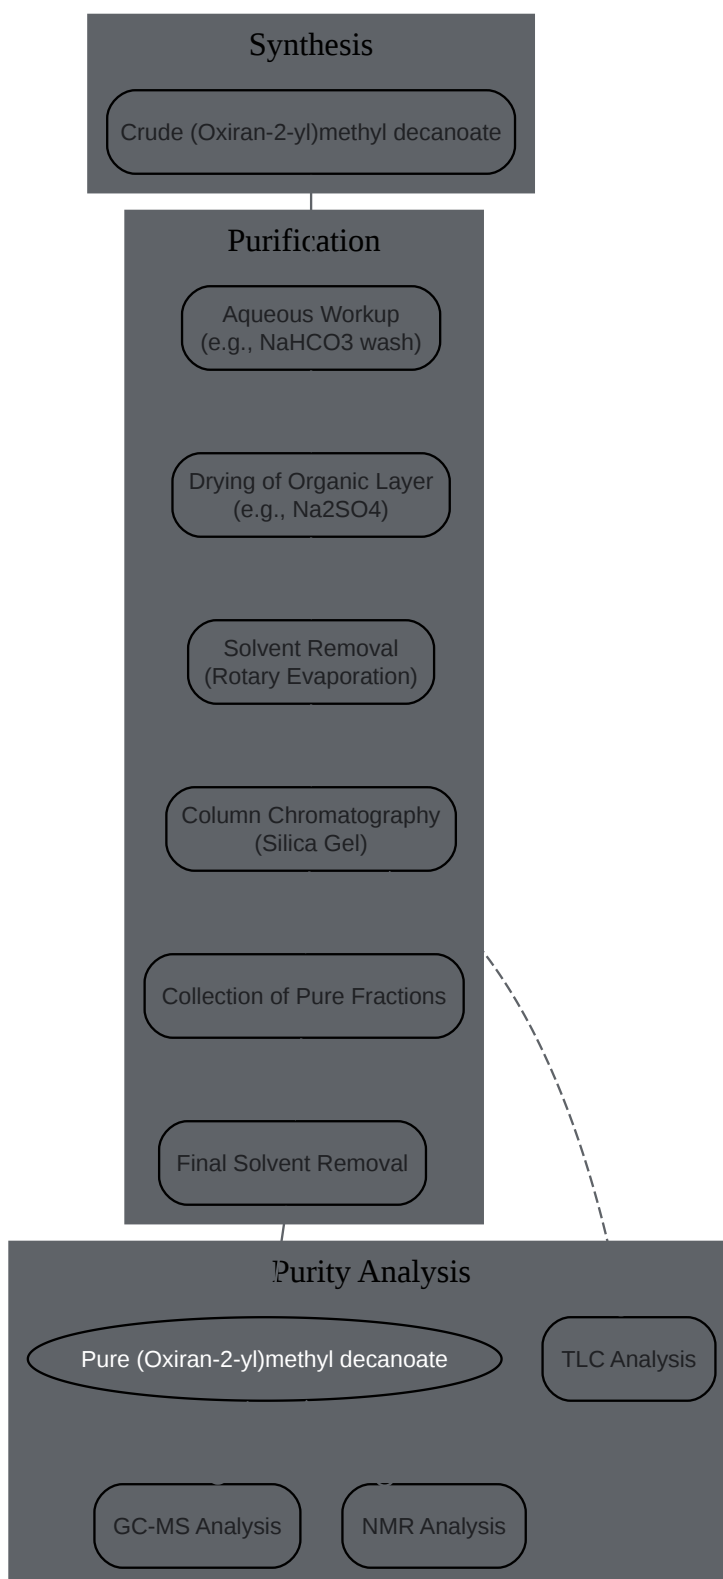 Synthesis
Crude (Oxiran-2-yl)methyl decanoate
Purification
Aqueous Workup
(e.g., NaHCO3 wash)
Drying of Organic Layer
(e.g., Na2SO4)
Solvent Removal
(Rotary Evaporation)
Column Chromatography
(Silica Gel)
Collection of Pure Fractions
Final Solvent Removal
Purity Analysis
Pure (Oxiran-2-yl)methyl decanoate
TLC Analysis
GC-MS Analysis
NMR Analysis